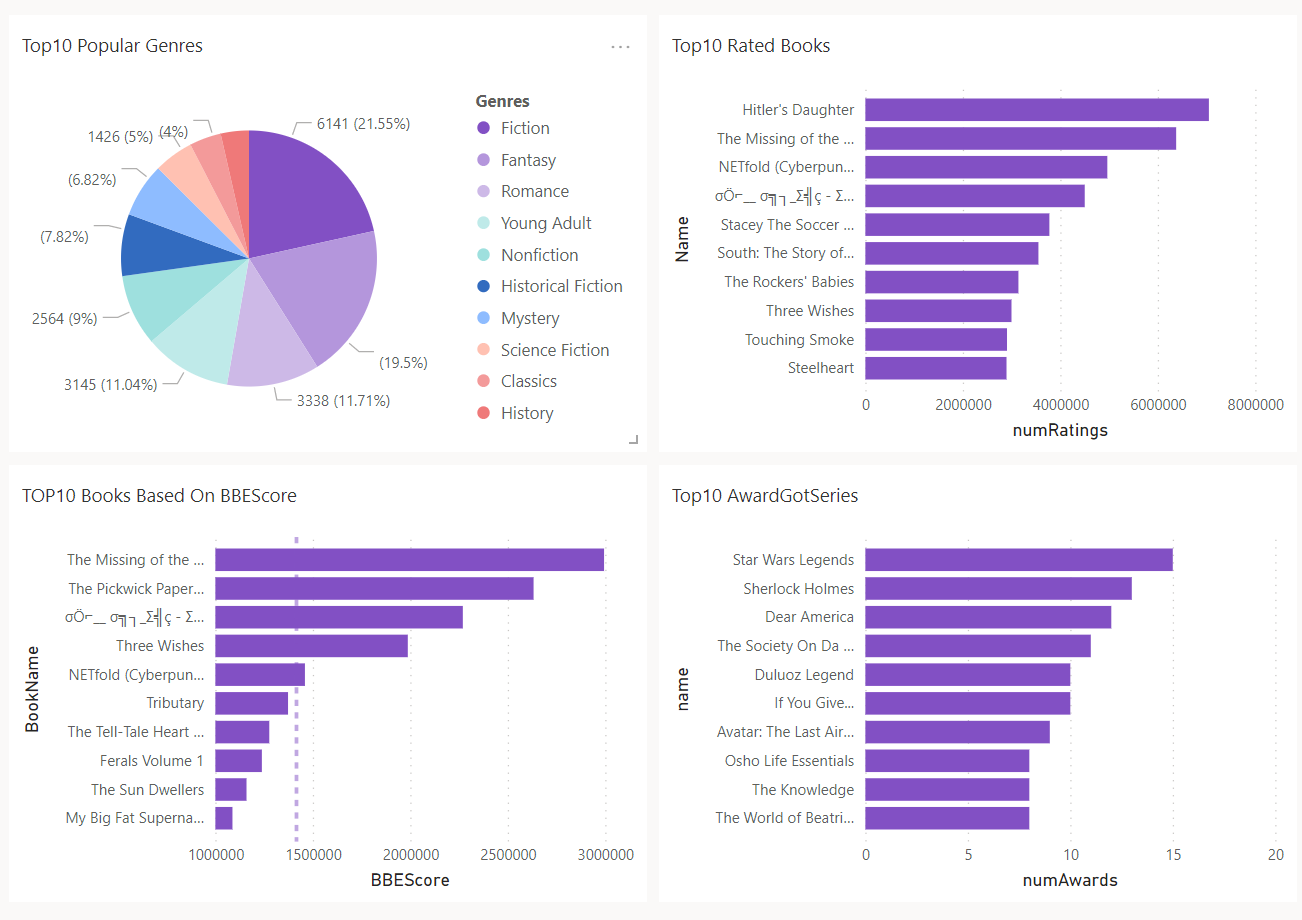 Top10 Popular Genres
...
6141 (21.55%)
(19.5%)
3338 (11.71%)
3145 (11.04%)
2564 (9%)
(7.82%)
(6.82%)
1426 (5%)
(4%)
Genres
Fiction
Fantasy
Romance
Young Adult
Nonfiction
Historical Fiction
Mystery
Science Fiction
Classics
History
Top10 Rated Books
Name
Hitler's Daughter
The Missing of the ...
NETfold (Cyberpun...
σÖ⌐__ σ╗┐_Σ╣ç - Σ...
Stacey The Soccer ...
South: The Story of...
The Rockers' Babies
Three Wishes
Touching Smoke
Steelheart
0 2000000 4000000 6000000 8000000
numRatings
TOP10 Books Based On BBEScore
BookName
The Missing of the ...
The Pickwick Paper...
σÖ⌐__ σ╗┐_Σ╣ç - Σ...
Three Wishes
NETfold (Cyberpun...
Tributary
The Tell-Tale Heart ...
Ferals Volume 1
The Sun Dwellers
My Big Fat Superna...
1000000 1500000 2000000 2500000 3000000
BBEScore
Top10 AwardGotSeries
name
Star Wars Legends
Sherlock Holmes
Dear America
The Society On Da ...
Duluoz Legend
If You Give...
Avatar: The Last Air...
Osho Life Essentials
The Knowledge
The World of Beatri...
0 5 10 15 20
numAwards